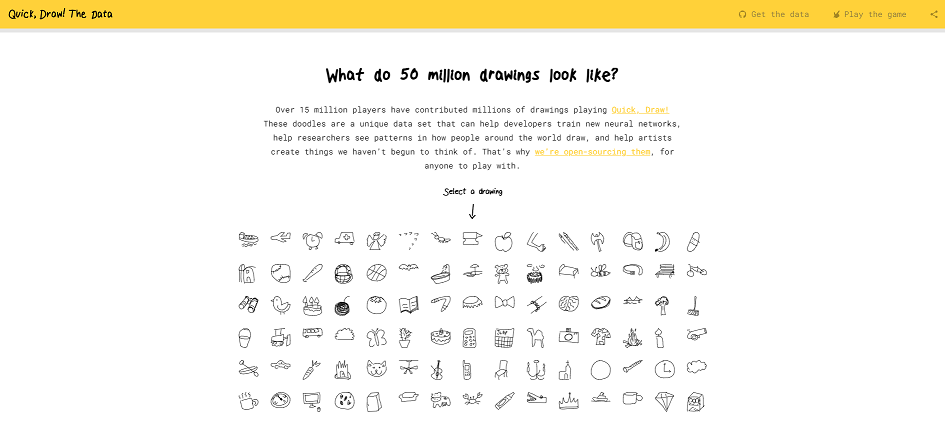 Quick, Draw! The Data
Get the data
Play the game
What do 50 million drawings look like?
Over 15 million players have contributed millions of drawings playing Quick, Draw!
These doodles are a unique data set that can help developers train new neural networks,
help researchers see patterns in how people around the world draw, and help artists
create things we haven't begun to think of. That's why we're open-sourcing them, for
anyone to play with.
Select a drawing